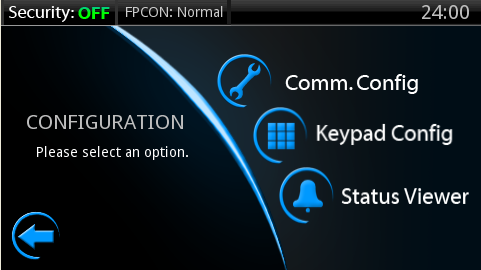 Security: OFF FPCON: Normal 24:00
Comm. Config
CONFIGURATION
Keypad Config
Please select an option.
Status Viewer